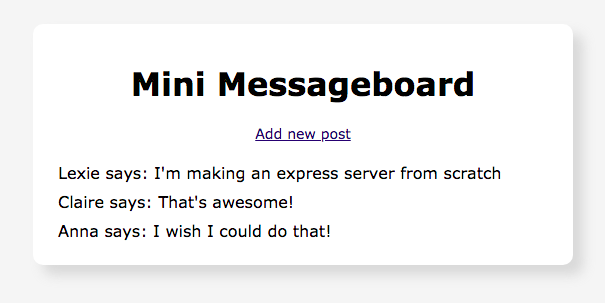 Mini Messageboard
Add new post
Lexie says: I'm making an express server from scratch
Claire says: That's awesome!
Anna says: I wish I could do that!